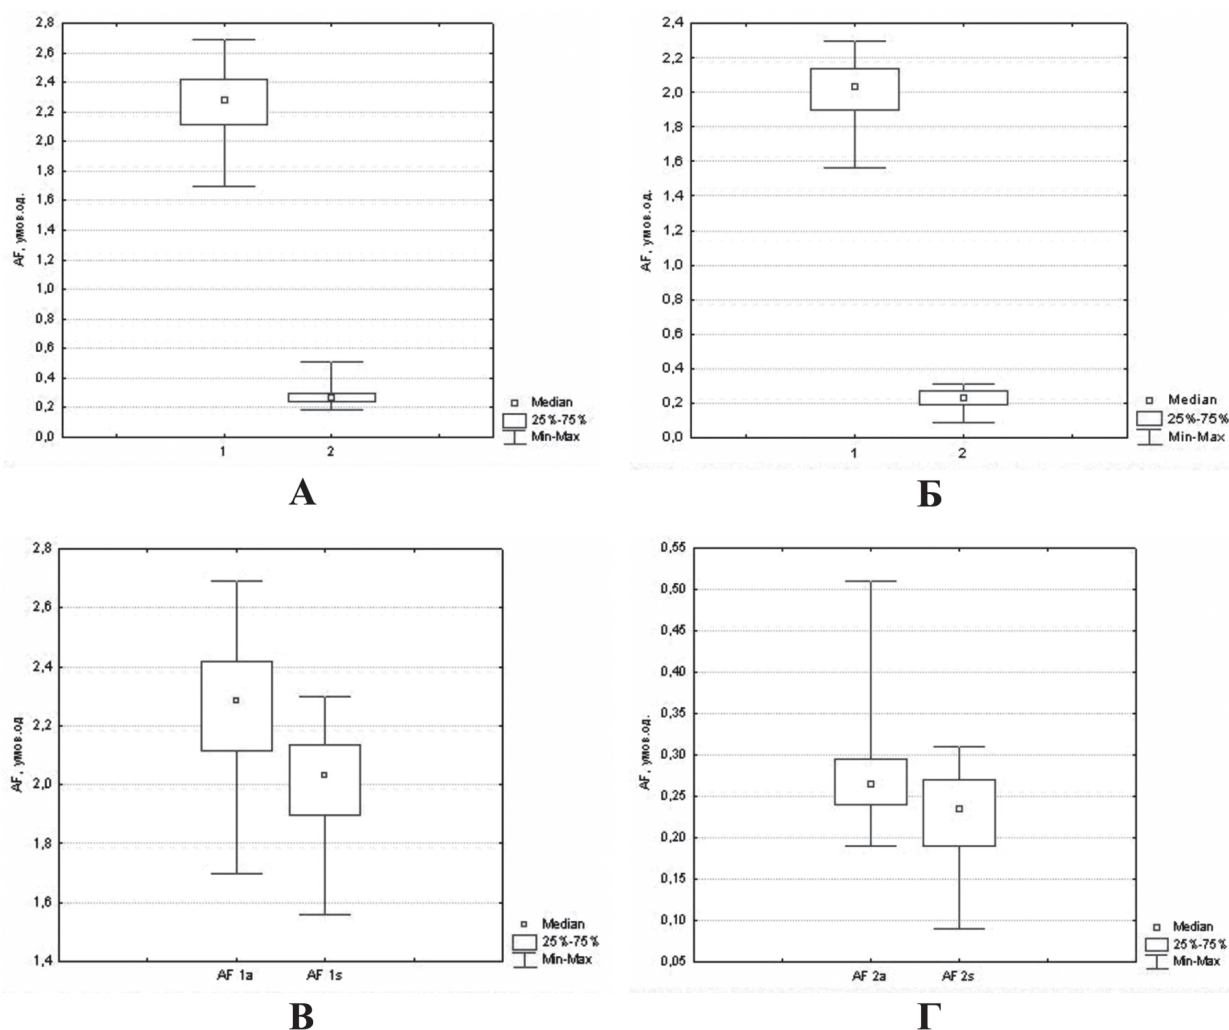 AF, умов.од.
2,8
2,6
2,4
2,2
2,0
1,8
1,6
1,4
1,2
1,0
0,8
0,6
0,4
0,2
0,0
1 2
Median
25%-75%
Min-Max
А
AF, умов.од.
2,4
2,2
2,0
1,8
1,6
1,4
1,2
1,0
0,8
0,6
0,4
0,2
0,0
1 2
Median
25%-75%
Min-Max
Б
AF, умов.од
2,8
2,6
2,4
2,2
2,0
1,8
1,6
1,4
AF 1a AF 1s
Median
25%-75%
Min-Max
В
AF, умов.од.
0,55
0,50
0,45
0,40
0,35
0,30
0,25
0,20
0,15
0,10
0,05
AF 2a AF 2s
Median
25%-75%
Min-Max
Г